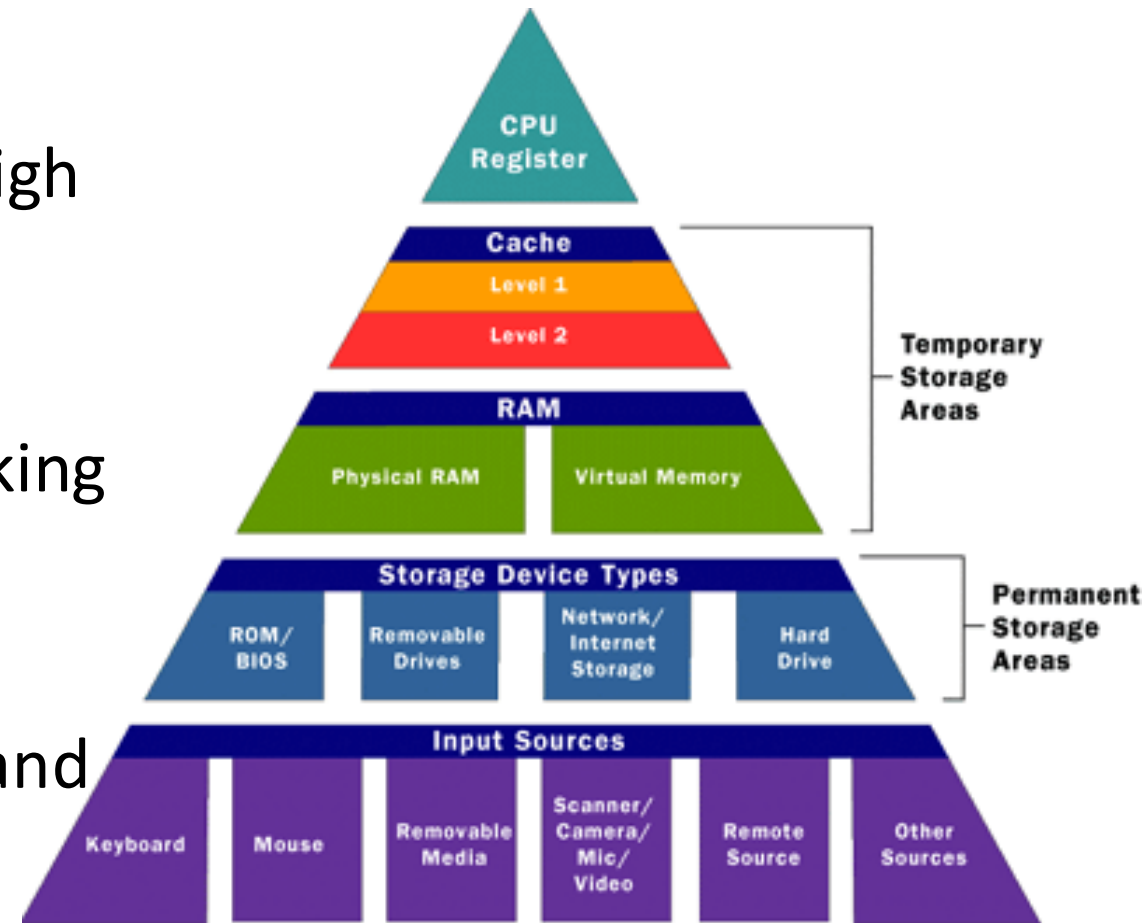 CPU
Register
igh
Cache
Level 1
Level 2
Temporary
Storage
Areas
RAM
king
Physical RAM
Virtual Memory
Storage Device Types
Permanent
Storage
Areas
ROM/
BIOS
Removable
Drives
Network/
Internet
Storage
Hard
Drive
Input Sources
and
Keyboard
Mouse
Removable
Media
Scanner/
Camera/
Mic/
Video
Remote
Source
Other
Sources